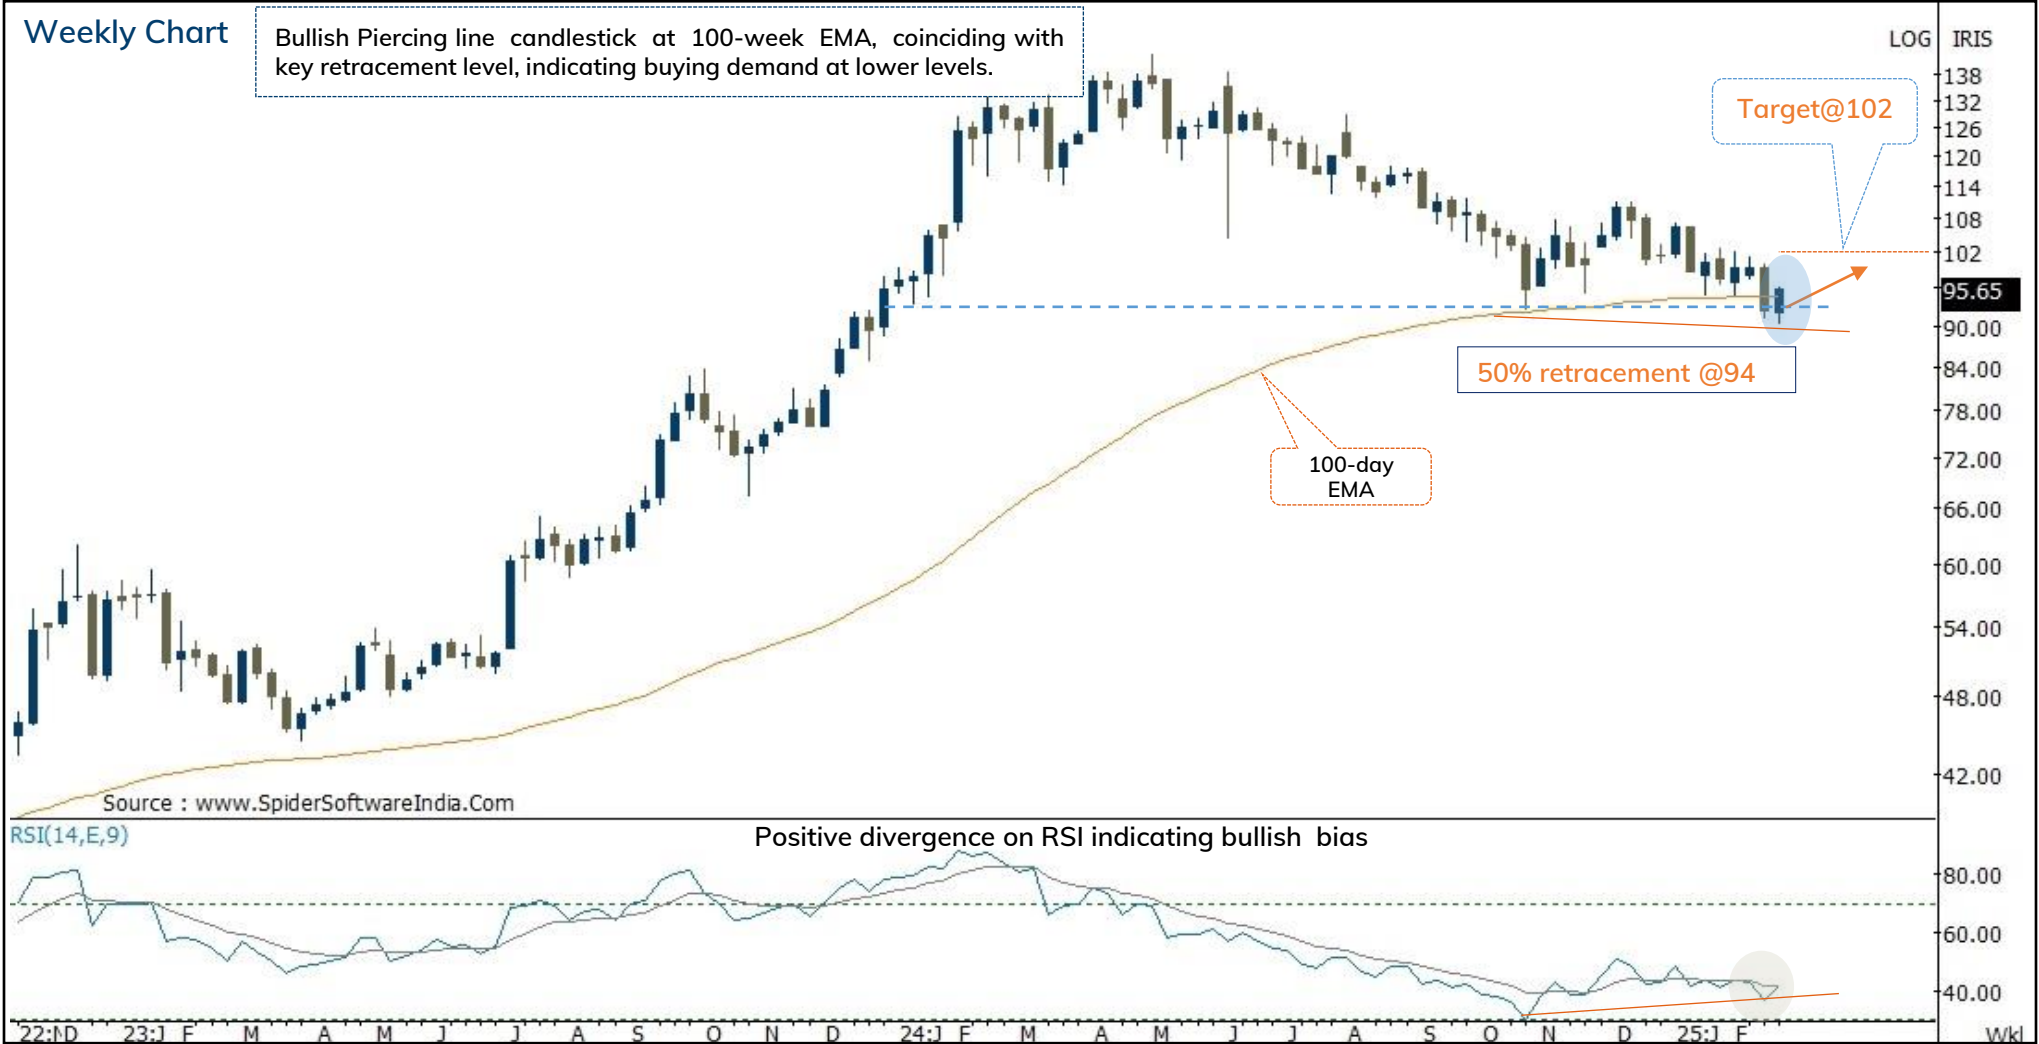 Weekly Chart
Bullish Piercing line candlestick at 100-week EMA, coinciding with
key retracement level, indicating buying demand at lower levels.
LOG IRIS
138
132
126
120
114
108
102
95.65
90.00
84.00
78.00
72.00
66.00
60.00
54.00
48.00
42.00
Target@102
50% retracement @94
100-day
EMA
Source : www.SpiderSoftwareIndia.Com
RSI(14,E,9)
Positive divergence on RSI indicating bullish bias
80.00
60.00
40.00
22:ND 23:J F M A M J J A S O N D 24:J F M A M J J A S O N D 25:J F Wkl